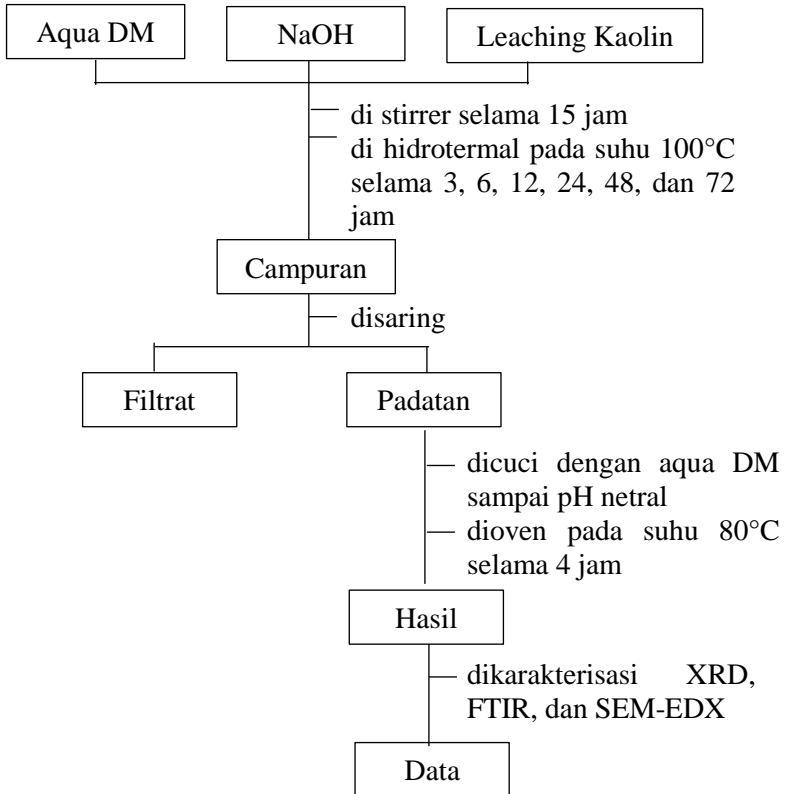 Aqua DM
NaOH
Leaching Kaolin
di stirrer selama 15 jam
di hidrotermal pada suhu 100°C
selama 3, 6, 12, 24, 48, dan 72
jam
Campuran
disaring
Filtrat
Padatan
dicuci dengan aqua DM
sampai pH netral
dioven pada suhu 80°C
selama 4 jam
Hasil
dikarakterisasi XRD,
FTIR, dan SEM-EDX
Data